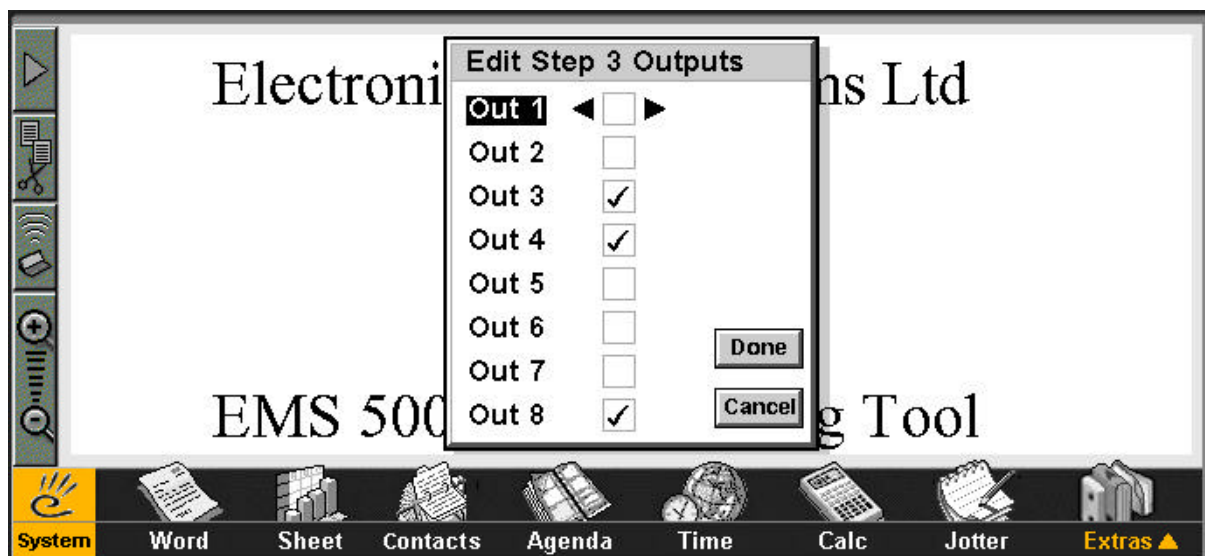 Electroni
ns Ltd
Edit Step 3 Outputs
Out 1
Out 2
Out 3
Out 4
Out 5
Out 6
Out 7
Out 8
Done
Cancel
EMS 500
g Tool
System
Word
Sheet
Contacts
Agenda
Time
Calc
Jotter
Extras